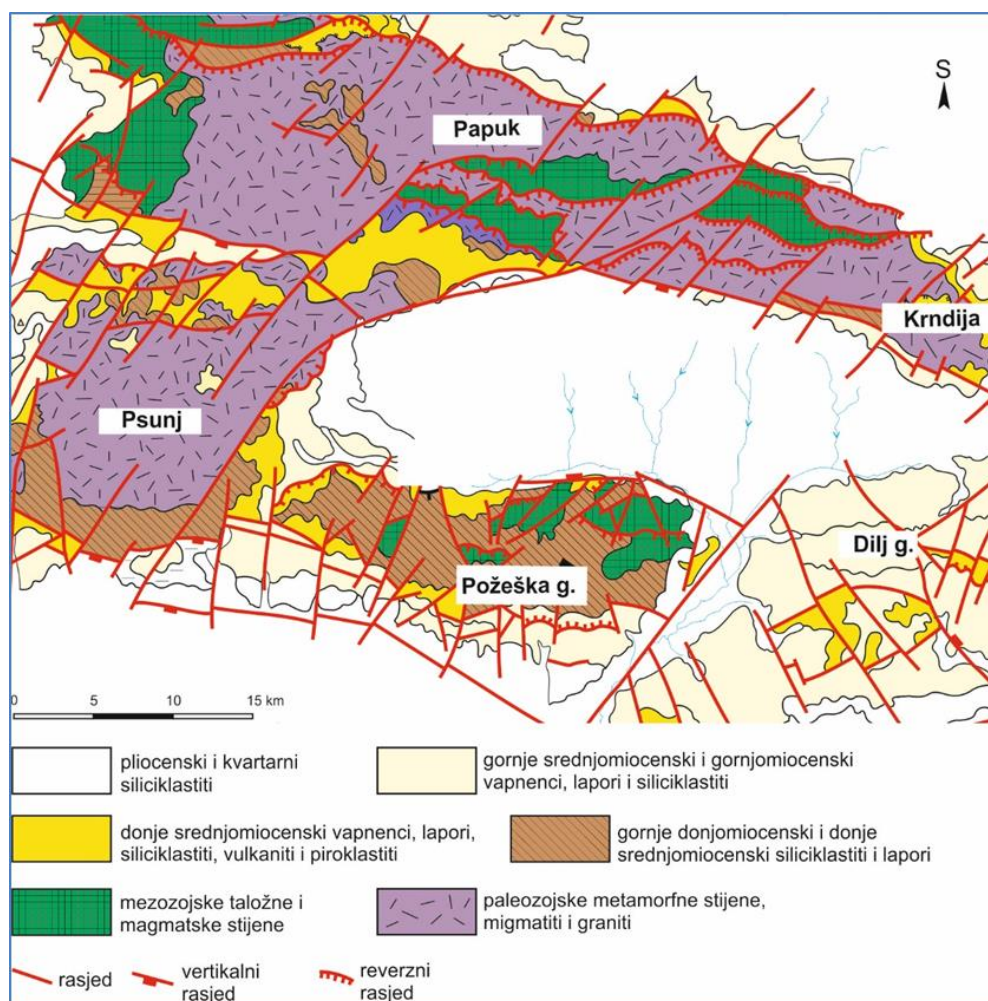 S
Papuk
Krndija
Psunj
Dilj g.
Požeška g.
0 5 10 15 km
pliocenski i kvartarni
siliciklastiti
gornje srednjomiocenski i gornjomiocenski
vapnenci, lapori i siliciklastiti
donje srednjomiocenski vapnenci, lapori,
siliciklastiti, vulkaniti i piroklastiti
gornje donjomiocenski i donje
srednjomiocenski siliciklastiti i lapori
mezozojske taložne i
magmatske stijene
paleozojske metamorfne stijene,
migmatiti i graniti
rasjed
vertikalni
rasjed
reverzni
rasjed